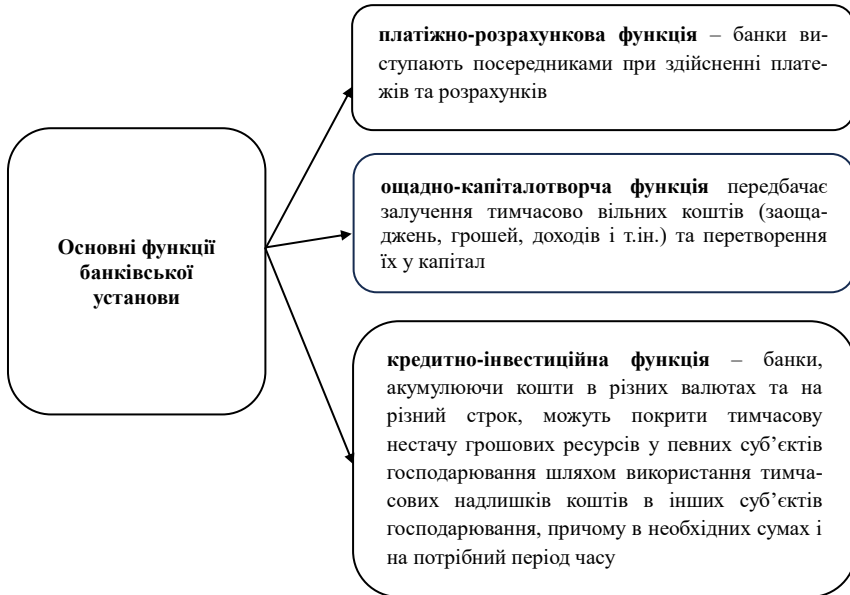 платіжно-розрахункова функція – банки ви-
ступають посередниками при здійсненні плате-
жів та розрахунків
Основні функції
банківської
установи
ощадно-капіталотворча функція передбачає
залучення тимчасово вільних коштів (заоща-
джень, грошей, доходів і т.ін.) та перетворення
їх у капітал
кредитно-інвестиційна функція – банки,
акумулюючи кошти в різних валютах та на
різний строк, можуть покрити тимчасову
нестачу грошових ресурсів у певних суб’єктів
господарювання шляхом використання тимча-
сових надлишків коштів в інших суб’єктів
господарювання, причому в необхідних сумах і
на потрібний період часу